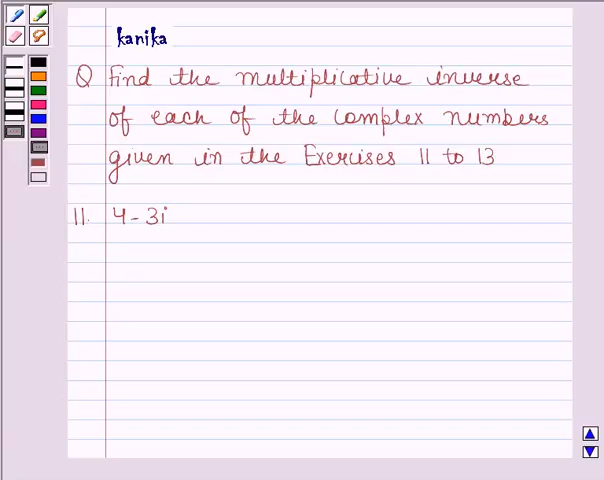 kanika
Q Find the multiplicative inverse
of each of the complex numbers
given in the Exercises 11 to 13
11. 4-3i